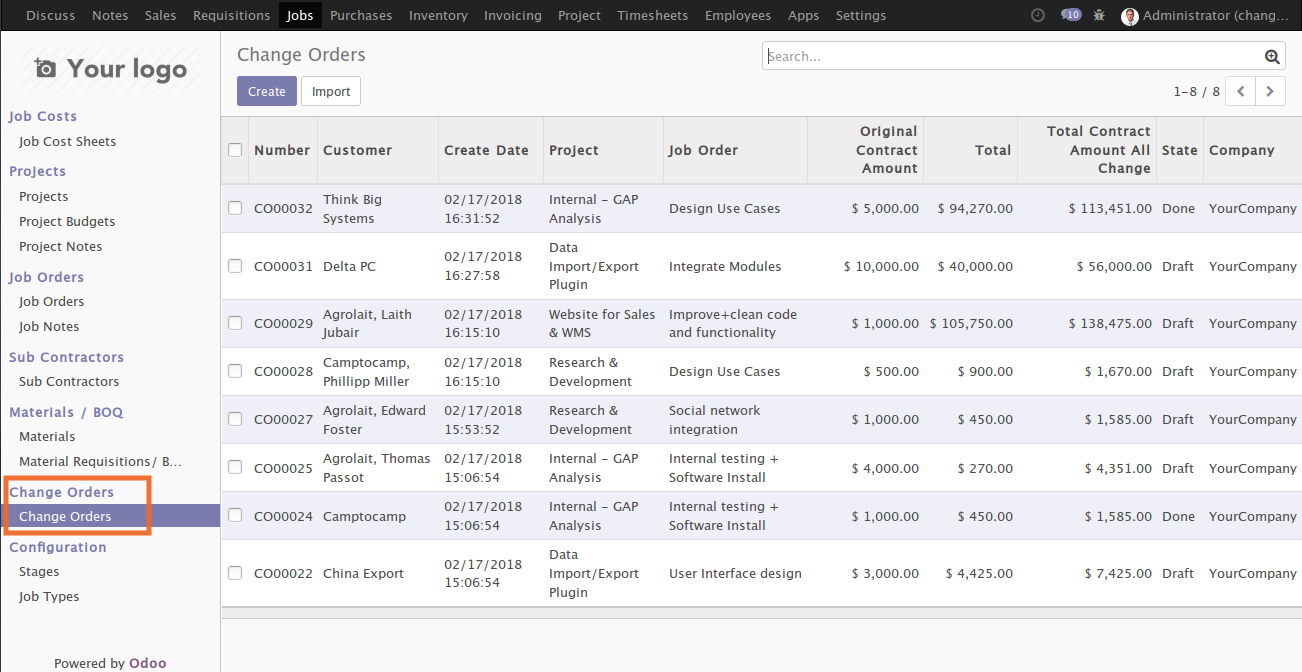 Discuss Notes Sales Requisitions Jobs Purchases Inventory Invoicing Project Timesheets Employees Apps Settings 10 Administrator (chang...
Your logo
Job Costs
Job Cost Sheets
Projects
Projects
Project Budgets
Project Notes
Job Orders
Job Orders
Job Notes
Sub Contractors
Sub Contractors
Materials / BOQ
Materials
Material Requisitions/ B...
Change Orders
Change Orders
Configuration
Stages
Job Types
Powered by Odoo
Change Orders
Search...
Create Import
1-8 / 8
Number Customer Create Date Project Job Order Original Contract Amount Total Total Contract Amount All Change State Company
CO00032 Think Big Systems 02/17/2018 16:31:52 Internal - GAP Analysis Design Use Cases $ 5,000.00 $ 94,270.00 $ 113,451.00 Done YourCompany
CO00031 Delta PC 02/17/2018 16:27:58 Data Import/Export Plugin Integrate Modules $ 10,000.00 $ 40,000.00 $ 56,000.00 Draft YourCompany
CO00029 Agrolait, Laith Jubair 02/17/2018 16:15:10 Website for Sales & WMS Improve+clean code and functionality $ 1,000.00 $ 105,750.00 $ 138,475.00 Draft YourCompany
CO00028 Camptocamp, Phillipp Miller 02/17/2018 16:15:10 Research & Development Design Use Cases $ 500.00 $ 900.00 $ 1,670.00 Draft YourCompany
CO00027 Agrolait, Edward Foster 02/17/2018 15:53:52 Research & Development Social network integration $ 1,000.00 $ 450.00 $ 1,585.00 Draft YourCompany
CO00025 Agrolait, Thomas Passot 02/17/2018 15:06:54 Internal - GAP Analysis Internal testing + Software Install $ 4,000.00 $ 270.00 $ 4,351.00 Draft YourCompany
CO00024 Camptocamp 02/17/2018 15:06:54 Internal - GAP Analysis Internal testing + Software Install $ 1,000.00 $ 450.00 $ 1,585.00 Done YourCompany
CO00022 China Export 02/17/2018 15:06:54 Data Import/Export Plugin User Interface design $ 3,000.00 $ 4,425.00 $ 7,425.00 Draft YourCompany